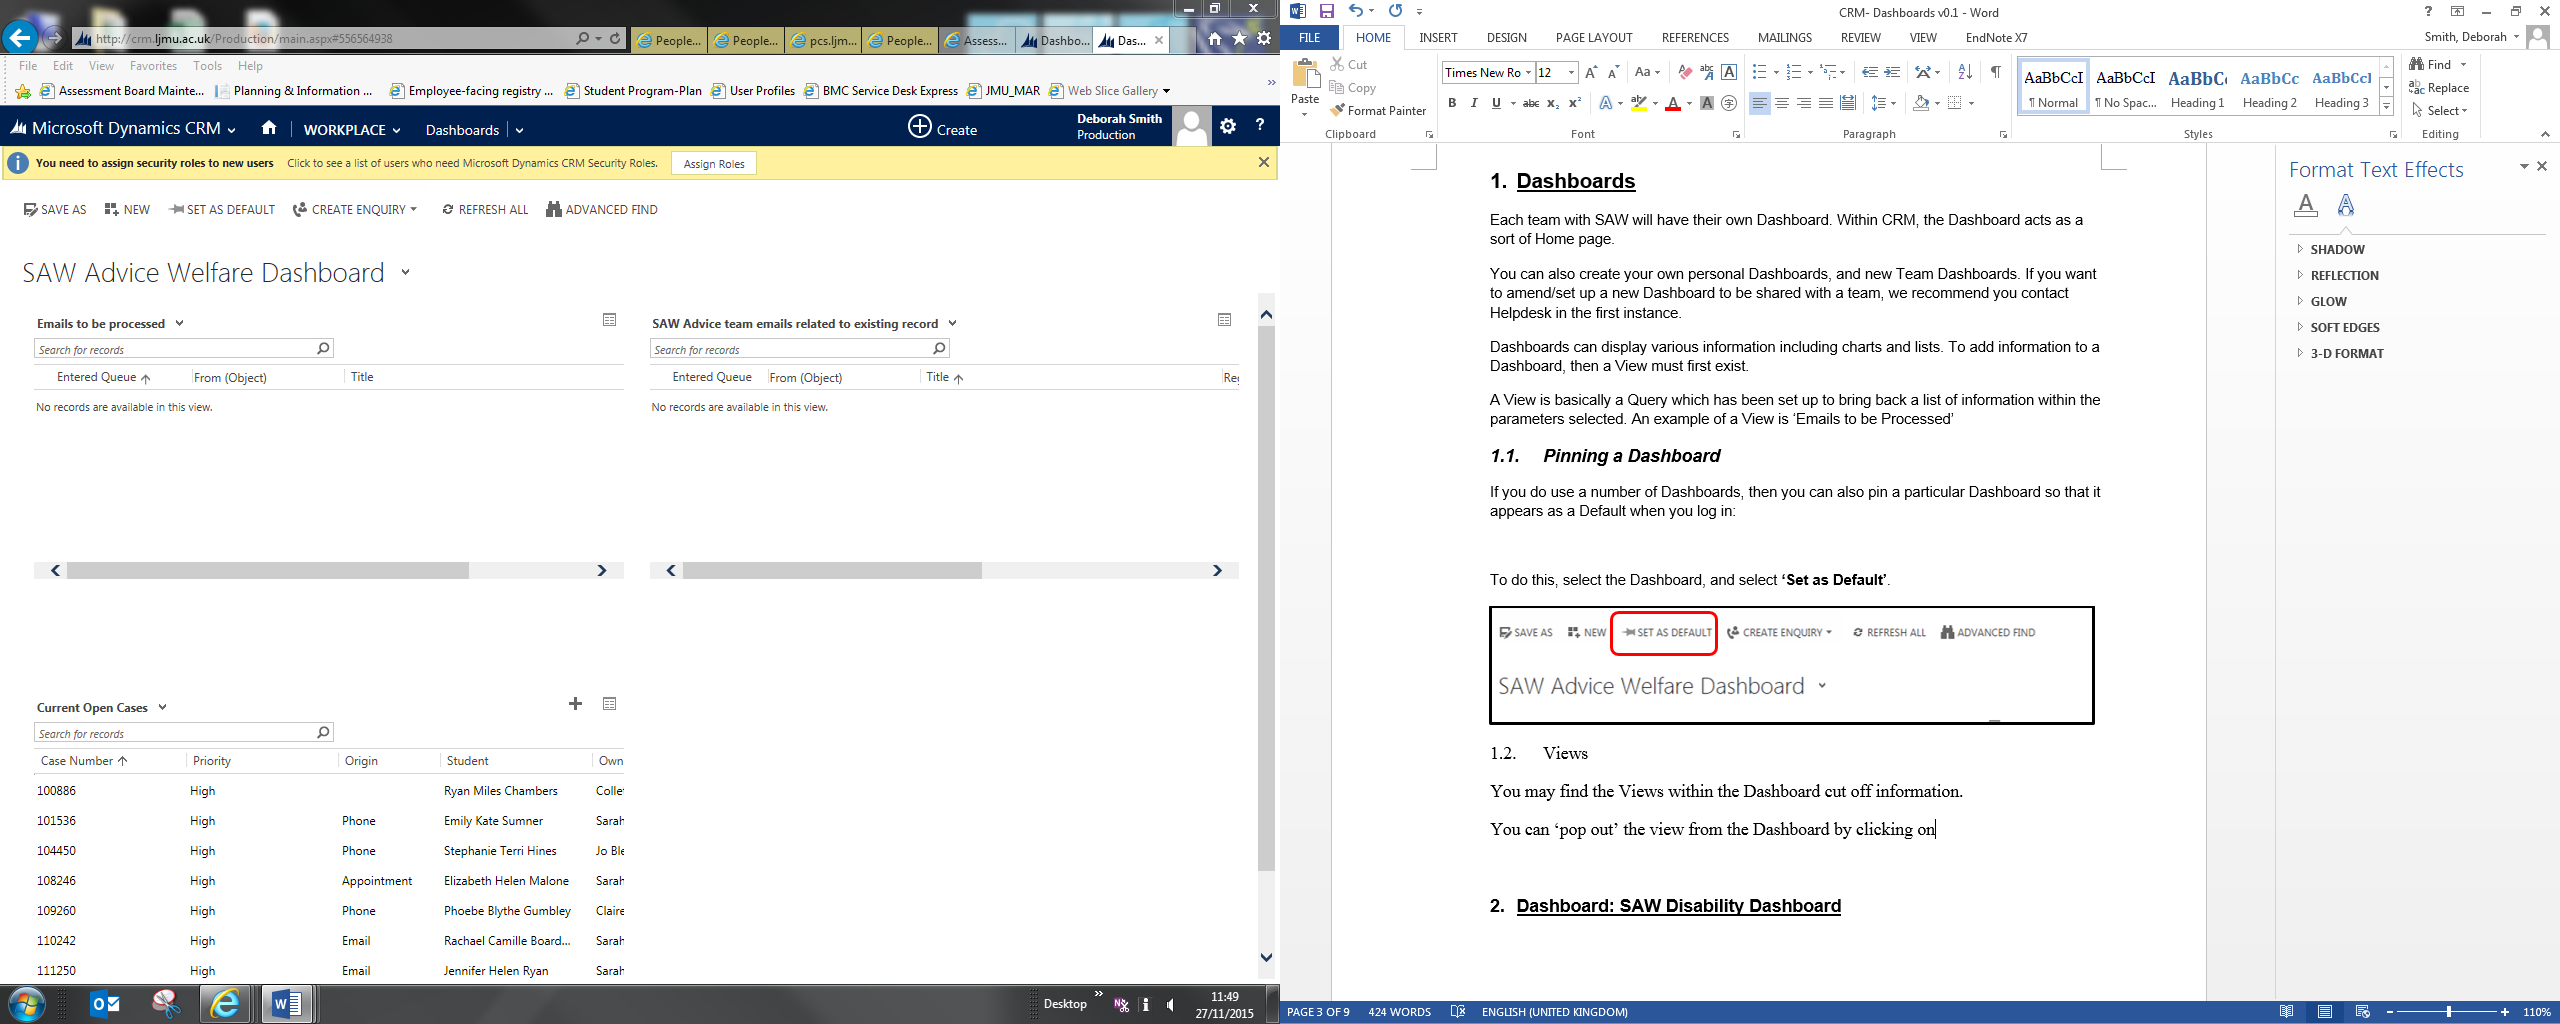 http://crm.ljmu.ac.uk/Production/main.aspx#556564938
People...
People...
pcs.ljm...
People...
Assess...
Dashbo...
Das...
File Edit View Favorites Tools Help
Assessment Board Mainte...
Planning & Information ...
Employee-facing registry ...
Student Program-Plan
User Profiles
BMC Service Desk Express
JMU_MAR
Web Slice Gallery
Microsoft Dynamics CRM
WORKPLACE
Dashboards
Create
Deborah Smith
Production
?
You need to assign security roles to new users Click to see a list of users who need Microsoft Dynamics CRM Security Roles. Assign Roles
SAVE AS NEW SET AS DEFAULT CREATE ENQUIRY REFRESH ALL ADVANCED FIND
SAW Advice Welfare Dashboard
Emails to be processed
Search for records
Entered Queue From (Object) Title
No records are available in this view.
SAW Advice team emails related to existing record
Search for records
Entered Queue From (Object) Title Reg
No records are available in this view.
Current Open Cases
Search for records
Case Number Priority Origin Student Own
100886 High Ryan Miles Chambers Collet
101536 High Phone Emily Kate Sumner Sarah
104450 High Phone Stephanie Terri Hines Jo Ble
108246 High Appointment Elizabeth Helen Malone Sarah
109260 High Phone Phoebe Blythe Gumbley Claire
110242 High Email Rachael Camille Board... Sarah
111250 High Email Jennifer Helen Ryan Sarah
Desktop
11:49
27/11/2015
CRM- Dashboards v0.1 - Word
?
FILE HOME INSERT DESIGN PAGE LAYOUT REFERENCES MAILINGS REVIEW VIEW EndNote X7
Smith, Deborah
Paste
Cut
Copy
Format Painter
Clipboard
Times New Ro 12
Font
Paragraph
AaBbCcI AaBbCcI AaBbC AaBbCc AaBbCcI
¶ Normal ¶ No Spac... Heading 1 Heading 2 Heading 3
Styles
Find
Replace
Select
Editing
1. Dashboards
Each team with SAW will have their own Dashboard. Within CRM, the Dashboard acts as a
sort of Home page.
You can also create your own personal Dashboards, and new Team Dashboards. If you want
to amend/set up a new Dashboard to be shared with a team, we recommend you contact
Helpdesk in the first instance.
Dashboards can display various information including charts and lists. To add information to a
Dashboard, then a View must first exist.
A View is basically a Query which has been set up to bring back a list of information within the
parameters selected. An example of a View is ‘Emails to be Processed’
1.1. Pinning a Dashboard
If you do use a number of Dashboards, then you can also pin a particular Dashboard so that it
appears as a Default when you log in:
To do this, select the Dashboard, and select ‘Set as Default’.
SAVE AS NEW SET AS DEFAULT CREATE ENQUIRY REFRESH ALL ADVANCED FIND
SAW Advice Welfare Dashboard
1.2. Views
You may find the Views within the Dashboard cut off information.
You can ‘pop out’ the view from the Dashboard by clicking on
2. Dashboard: SAW Disability Dashboard
Format Text Effects
SHADOW
REFLECTION
GLOW
SOFT EDGES
3-D FORMAT
PAGE 3 OF 9 424 WORDS ENGLISH (UNITED KINGDOM) 110%